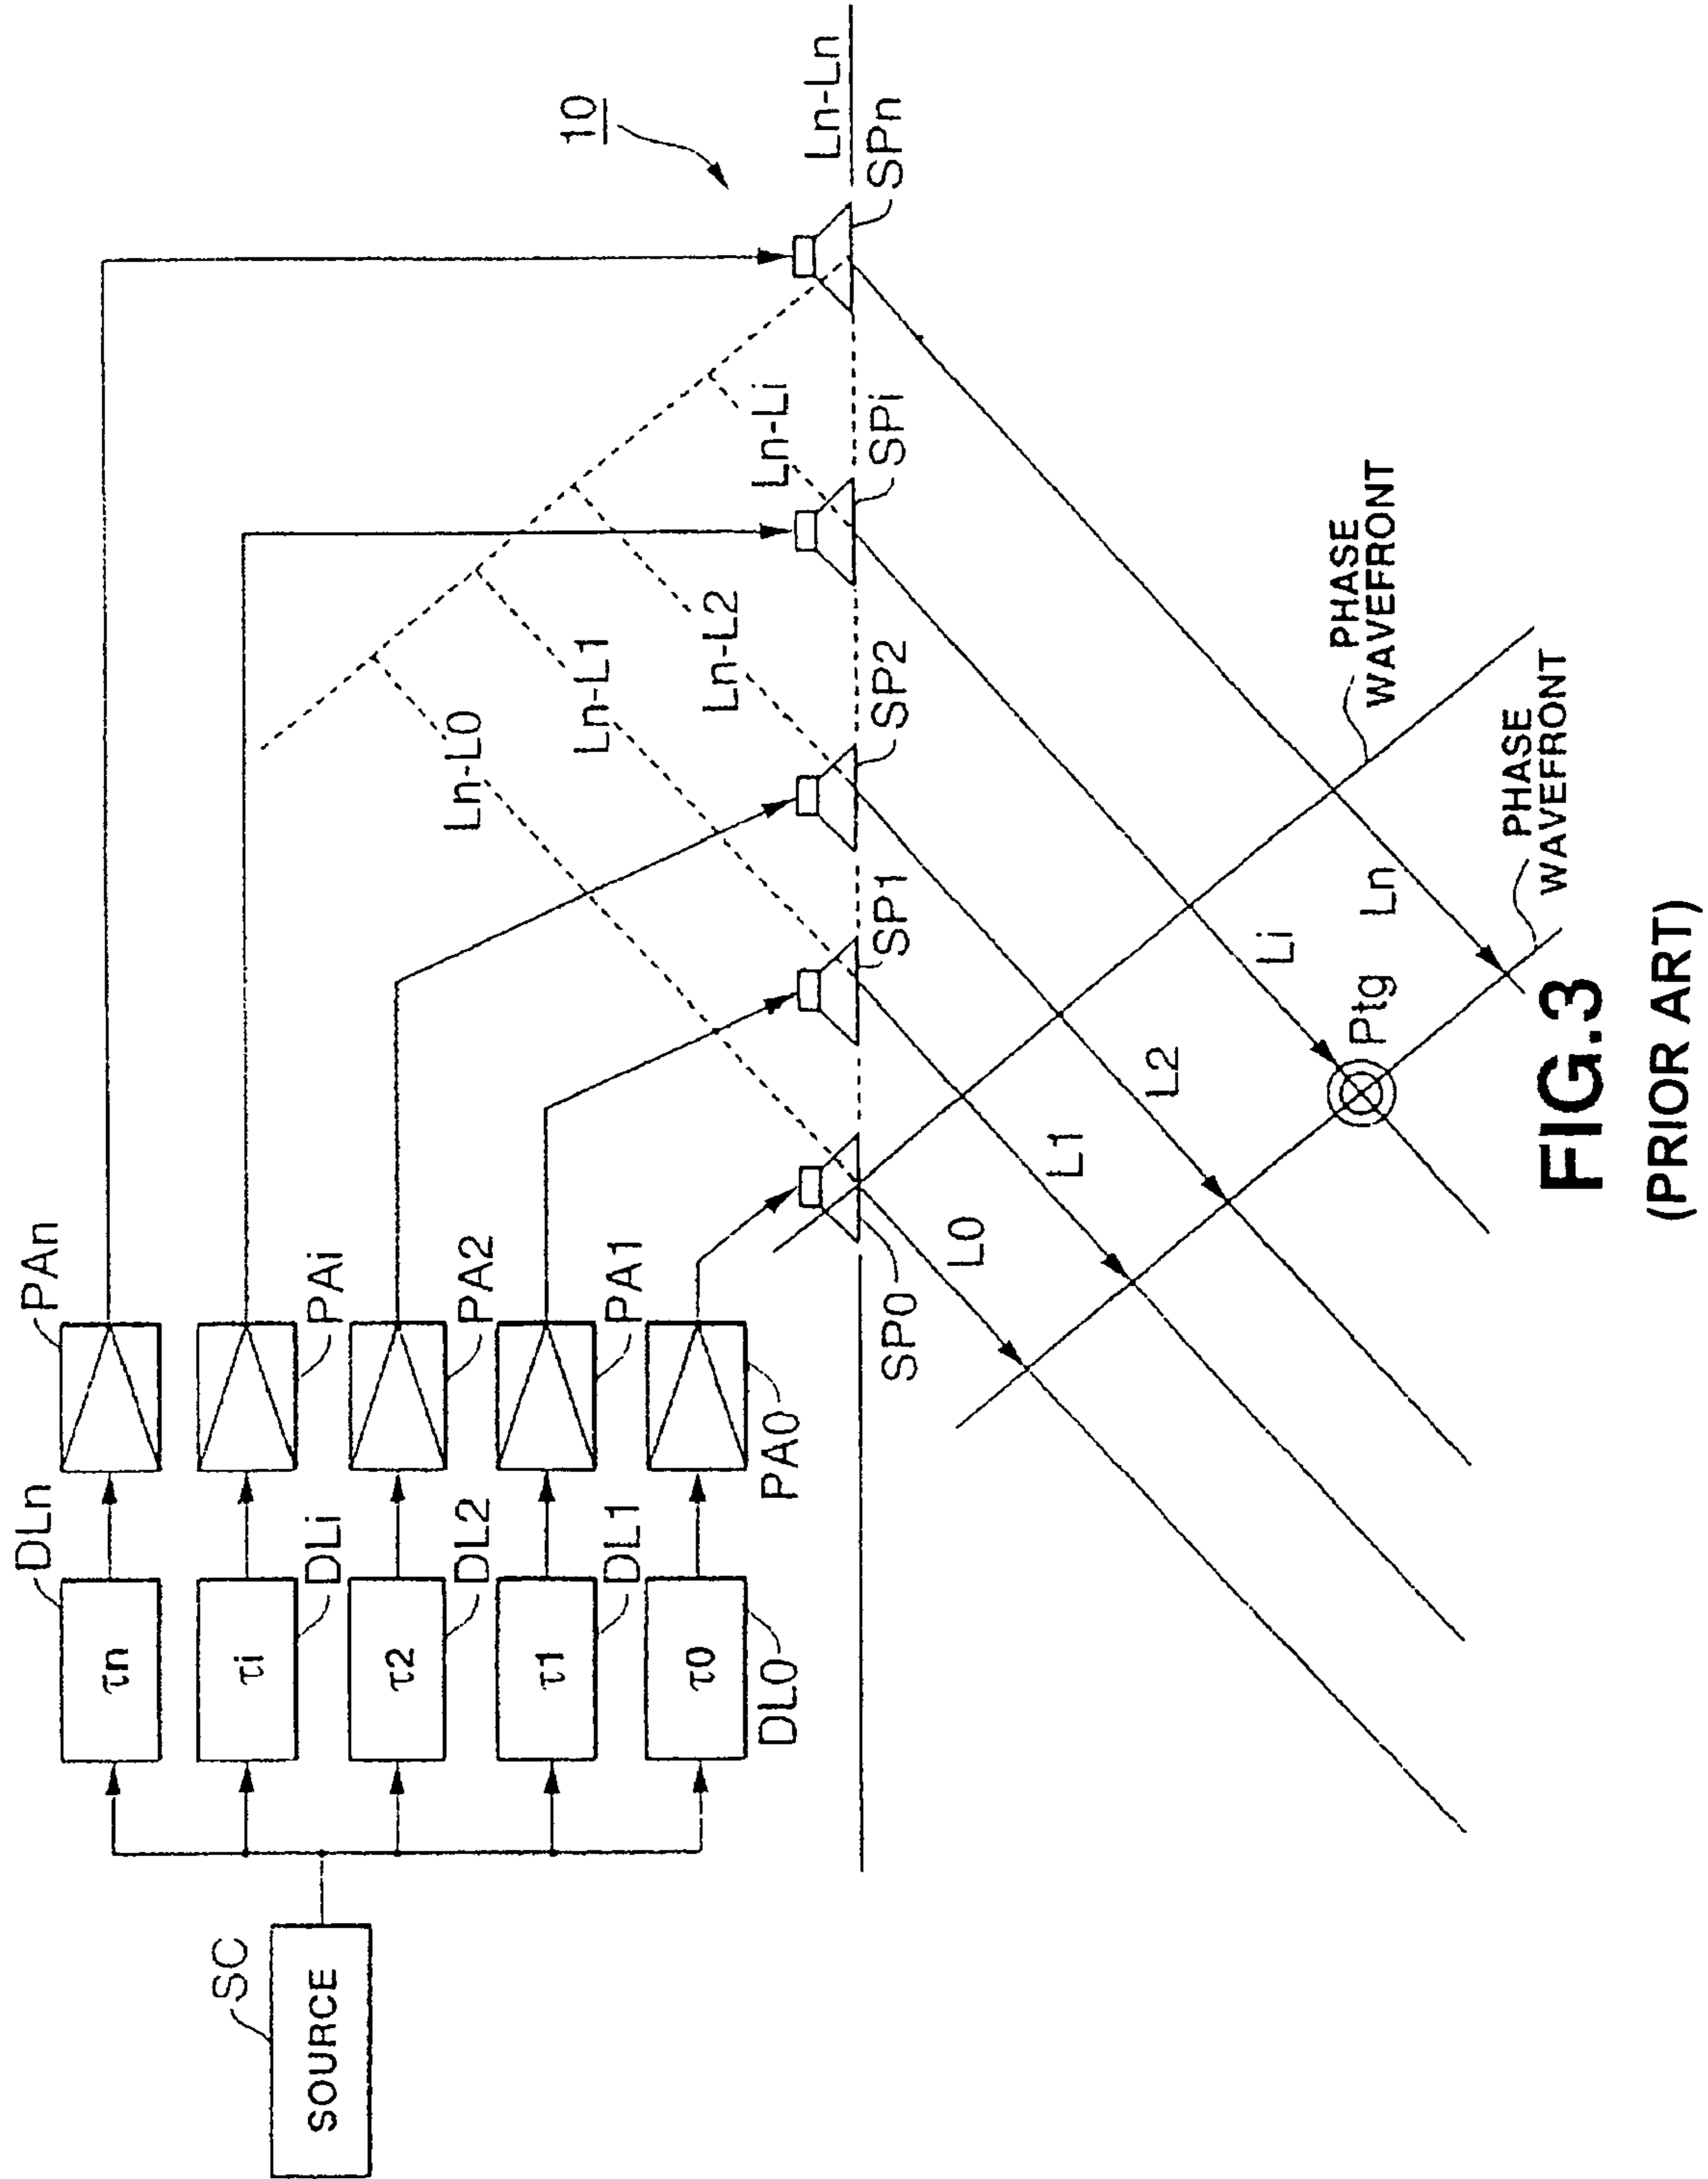 SC
SOURCE
DLn
τn
PAn
τi
DLi
PAi
τ2
DL2
PA2
τ1
DL1
PA1
τ0
DL0
PA0
10
Ln-L0
Ln-L1
Ln-L2
Ln-Li
Ln-Ln
SP0
SP1
SP2
SPi
SPn
L0
L1
L2
Li
Ln
Ptg
PHASE
WAVEFRONT
PHASE
WAVEFRONT
FIG.3
(PRIOR ART)